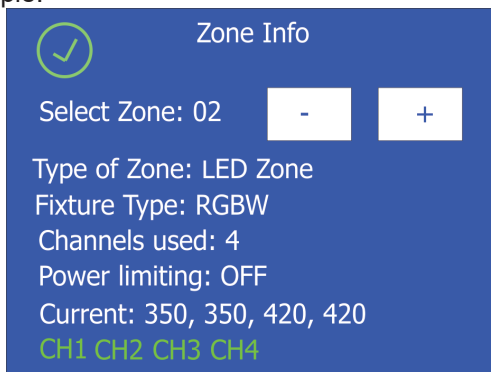 Zone Info
Select Zone: 02 - +
Type of Zone: LED Zone
Fixture Type: RGBW
Channels used: 4
Power limiting: OFF
Current: 350, 350, 420, 420
CH1 CH2 CH3 CH4